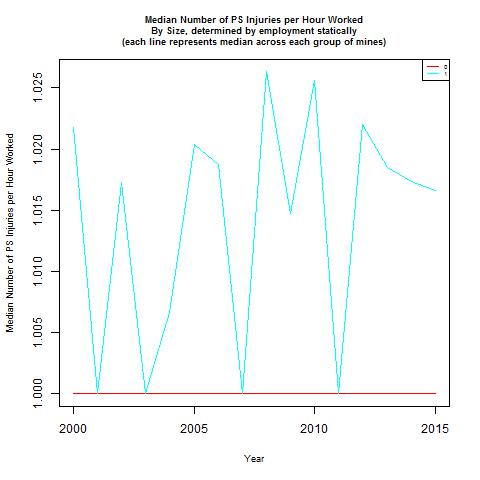 Median Number of PS Injuries per Hour Worked
By Size, determined by employment statically
(each line represents median across each group of mines)
0
1
Median Number of PS Injuries per Hour Worked
1.025
1.020
1.015
1.010
1.005
1.000
2000 2005 2010 2015
Year